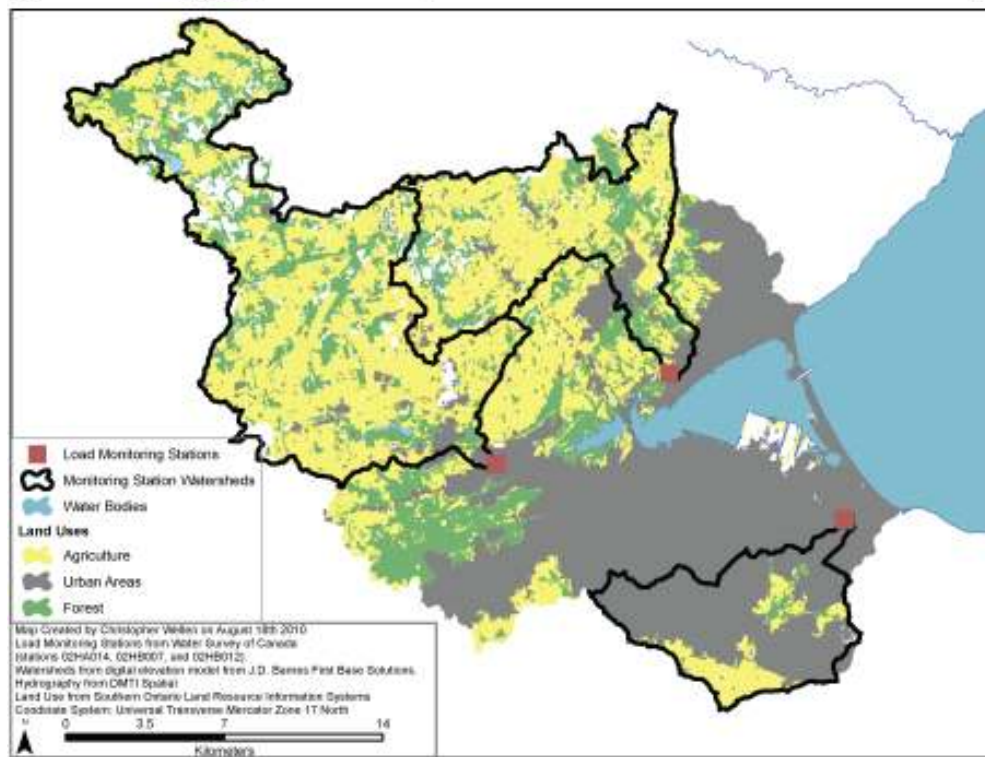 Load Monitoring Stations
Monitoring Station Watersheds
Water Bodies
Land Uses
Agriculture
Urban Areas
Forest
Map Created by Christopher Wellen on August 18th 2010
Load Monitoring Stations from Water Survey of Canada
(stations 02HA014, 02HB007, and 02HB012).
Watersheds from digital elevation model from J.D. Barnes First Base Solutions.
Hydrography from DMTI Spatial
Land Use from Southern Ontario Land Resource Information Systems
Coodinate System: Universal Transverse Mercator Zone 17 North
N
0 3.5 7 14
Kilometers